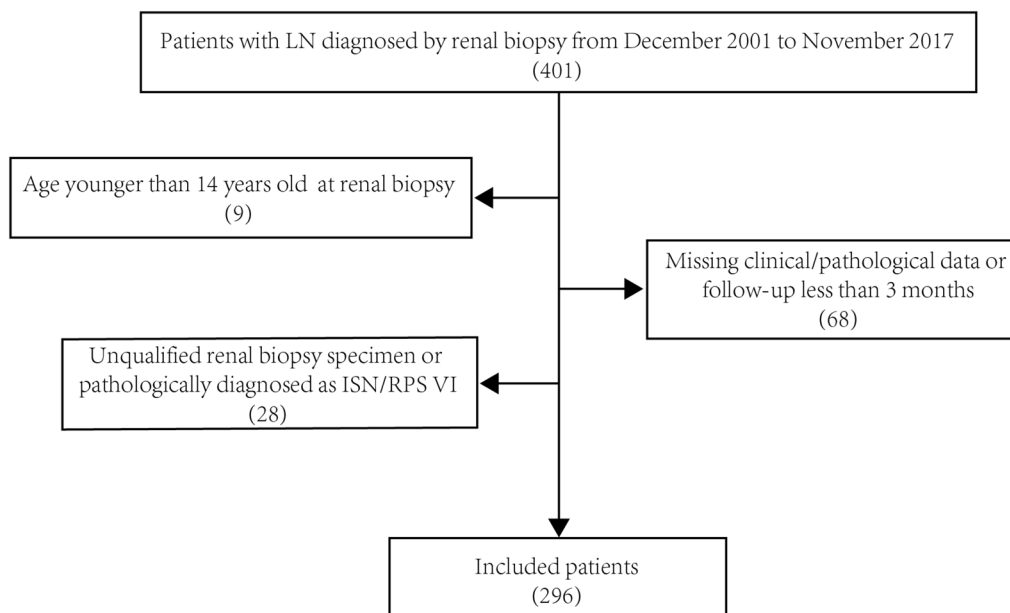 Patients with LN diagnosed by renal biopsy from December 2001 to November 2017
(401)
Age younger than 14 years old at renal biopsy
(9)
Missing clinical/pathological data or
follow-up less than 3 months
(68)
Unqualified renal biopsy specimen or
pathologically diagnosed as ISN/RPS VI
(28)
Included patients
(296)